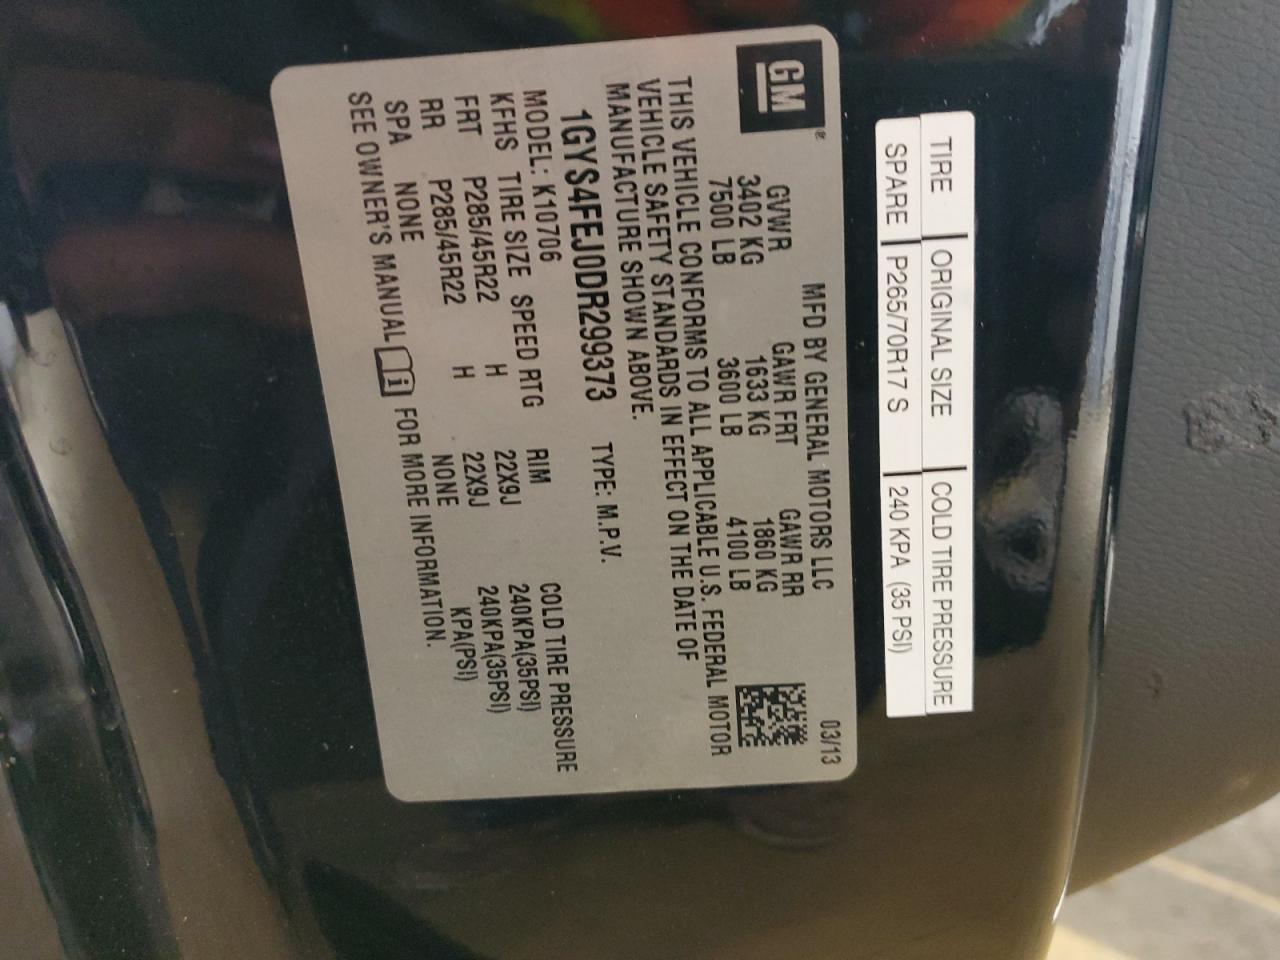 TIRE ORIGINAL SIZE COLD TIRE PRESSURE
SPARE P265/70R17 S 240 KPA (35 PSI)
GM ®
MFD BY GENERAL MOTORS LLC 03/13
GVWR GAWR FRT GAWR RR
3402 KG 1633 KG 1860 KG
7500 LB 3600 LB 4100 LB
THIS VEHICLE CONFORMS TO ALL APPLICABLE U.S. FEDERAL MOTOR
VEHICLE SAFETY STANDARDS IN EFFECT ON THE DATE OF
MANUFACTURE SHOWN ABOVE.
1GYS4FEJ0DR299373 TYPE: M.P.V.
MODEL: K10706
KFHS TIRE SIZE SPEED RTG RIM COLD TIRE PRESSURE
FRT P285/45R22 H 22X9J 240KPA(35PSI)
RR P285/45R22 H 22X9J 240KPA(35PSI)
SPA NONE NONE KPA(PSI)
SEE OWNER'S MANUAL i FOR MORE INFORMATION.